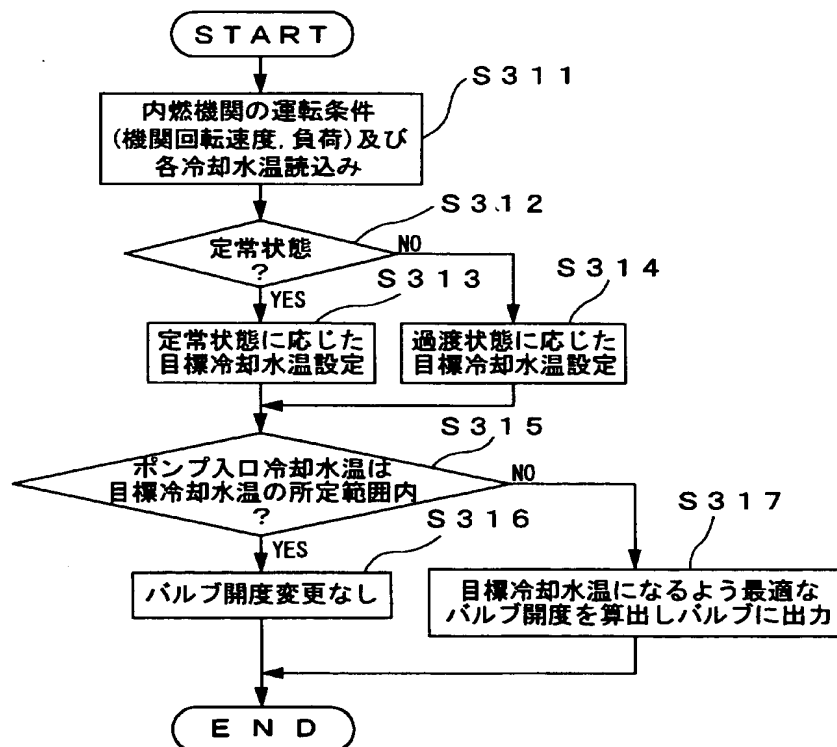 START
S311
内燃機関の運転条件
(機関回転速度,負荷)及び
各冷却水温読込み
S312
定常状態
?
NO
YES
S313
S314
定常状態に応じた
目標冷却水温設定
過渡状態に応じた
目標冷却水温設定
S315
ポンプ入口冷却水温は
目標冷却水温の所定範囲内
?
NO
YES
S316
S317
バルブ開度変更なし
目標冷却水温になるよう最適な
バルブ開度を算出しバルブに出力
END